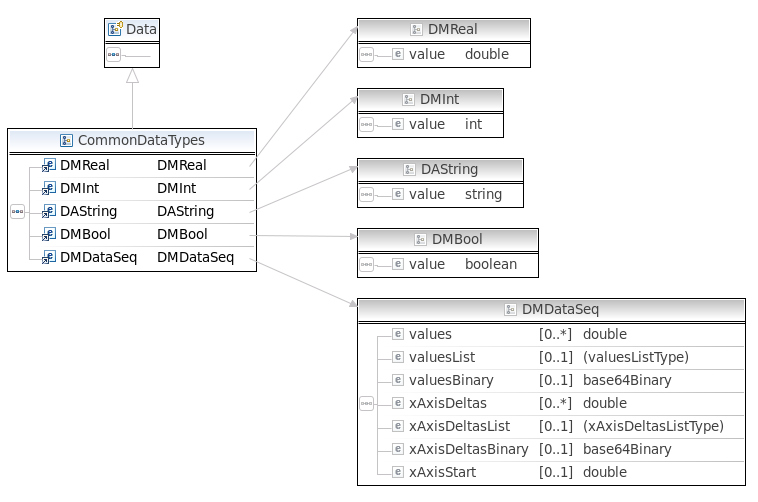 Data
CommonDataTypes
DMReal DMReal
DMInt DMInt
DAString DAString
DMBool DMBool
DMDataSeq DMDataSeq
DMReal
value double
DMInt
value int
DAString
value string
DMBool
value boolean
DMDataSeq
values [0..*] double
valuesList [0..1] (valuesListType)
valuesBinary [0..1] base64Binary
xAxisDeltas [0..*] double
xAxisDeltasList [0..1] (xAxisDeltasListType)
xAxisDeltasBinary [0..1] base64Binary
xAxisStart [0..1] double